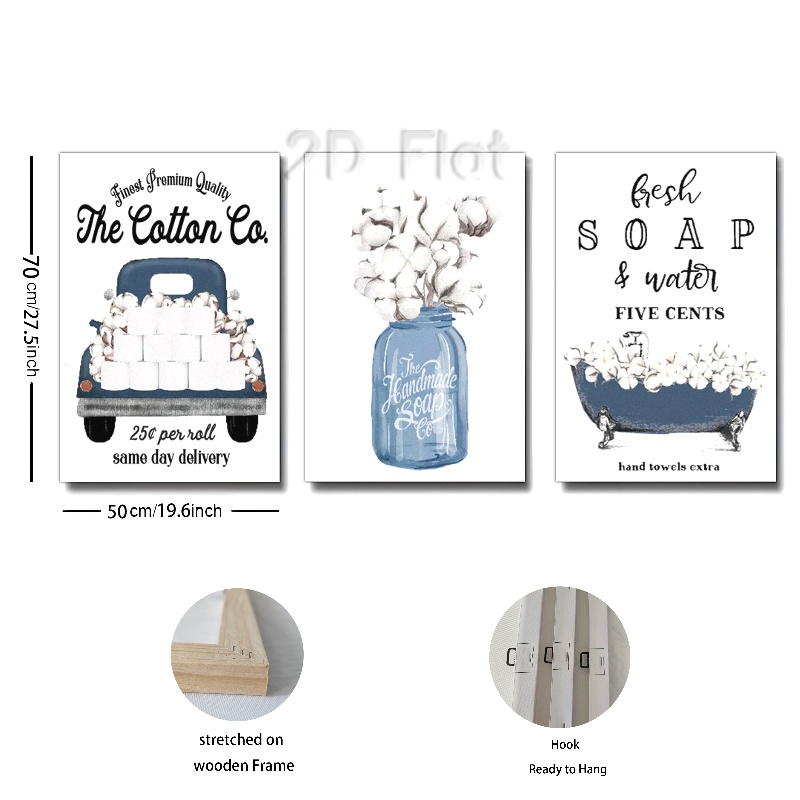 2D Flat
Finest Premium Quality
The Cotton Co.
25¢ per roll
same day delivery
The
Handmade
Soap
Co
fresh
SOAP
& water
FIVE CENTS
hand towels extra
70cm/27.5inch
50cm/19.6inch
stretched on
wooden Frame
Hook
Ready to Hang